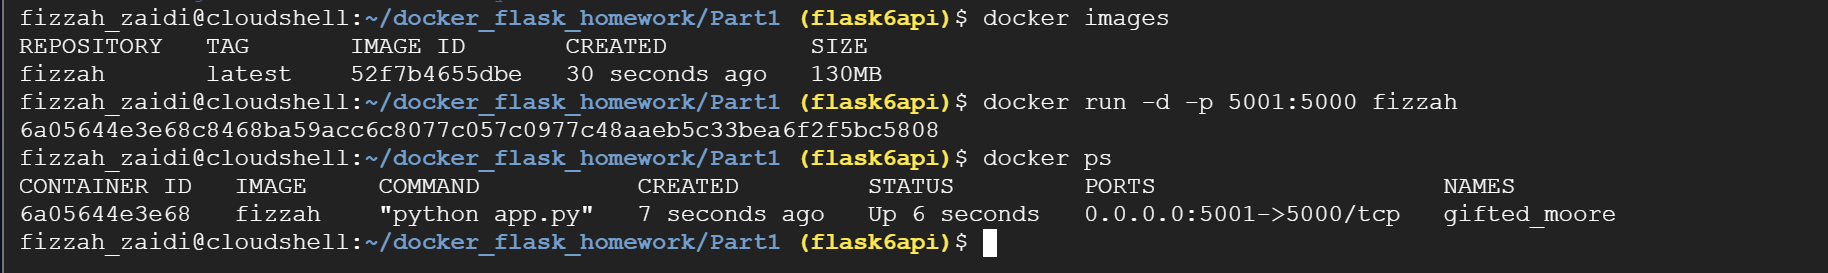 fizzah_zaidi@cloudshell:~/docker_flask_homework/Part1 (flask6api)$ docker images
REPOSITORY   TAG       IMAGE ID       CREATED          SIZE
fizzah       latest    52f7b4655dbe   30 seconds ago   130MB
fizzah_zaidi@cloudshell:~/docker_flask_homework/Part1 (flask6api)$ docker run -d -p 5001:5000 fizzah
6a05644e3e68c8468ba59acc6c8077c057c0977c48aaeb5c33bea6f2f5bc5808
fizzah_zaidi@cloudshell:~/docker_flask_homework/Part1 (flask6api)$ docker ps
CONTAINER ID   IMAGE     COMMAND           CREATED         STATUS         PORTS                    NAMES
6a05644e3e68   fizzah    "python app.py"   7 seconds ago   Up 6 seconds   0.0.0.0:5001->5000/tcp   gifted_moore
fizzah_zaidi@cloudshell:~/docker_flask_homework/Part1 (flask6api)$